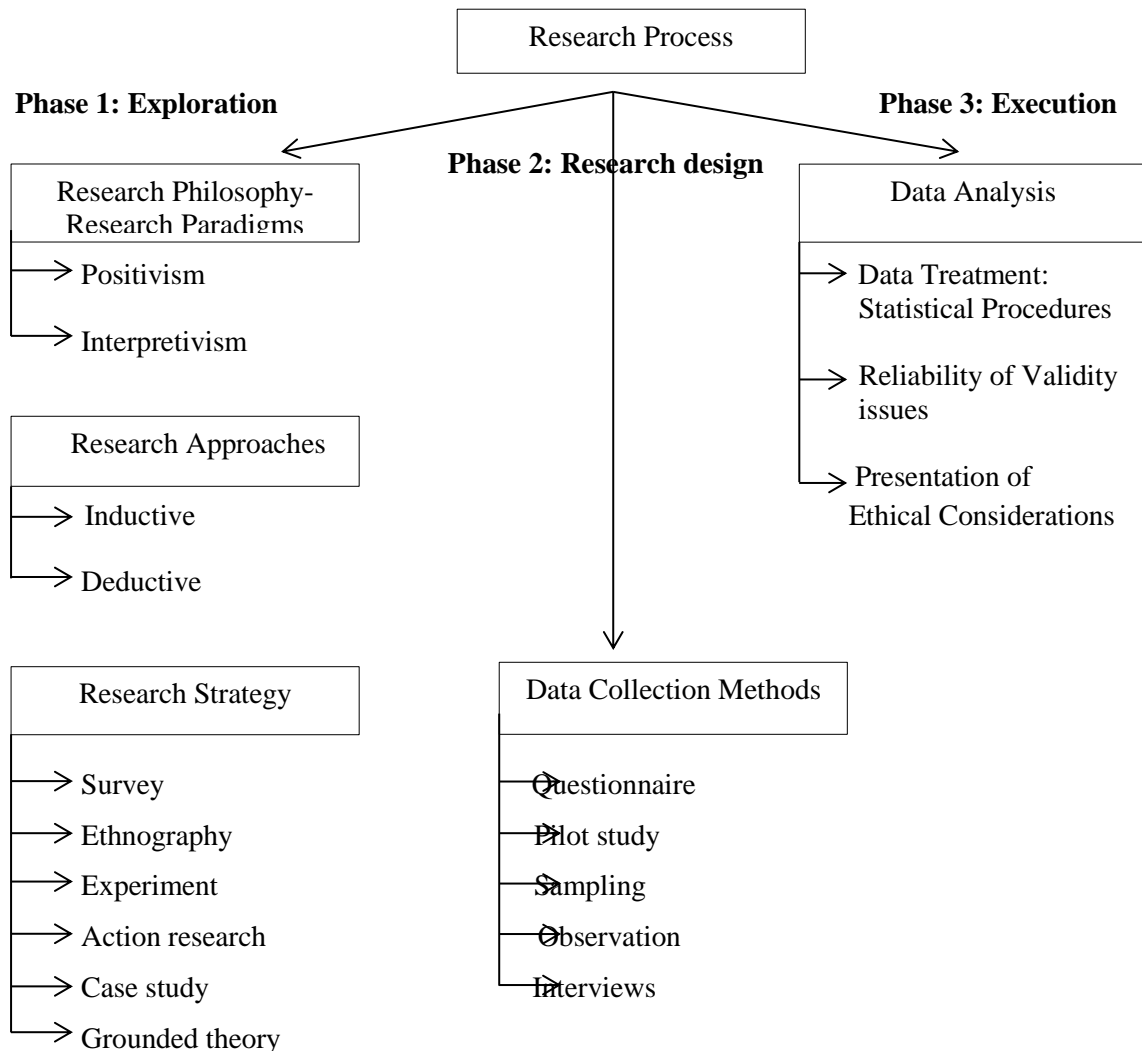 Research Process
Phase 1: Exploration
Phase 3: Execution
Phase 2: Research design
Research Philosophy-
Research Paradigms
Positivism
Interpretivism
Research Approaches
Inductive
Deductive
Research Strategy
Survey
Ethnography
Experiment
Action research
Case study
Grounded theory
Data Collection Methods
Questionnaire
Pilot study
Sampling
Observation
Interviews
Data Analysis
Data Treatment:
Statistical Procedures
Reliability of Validity
issues
Presentation of
Ethical Considerations